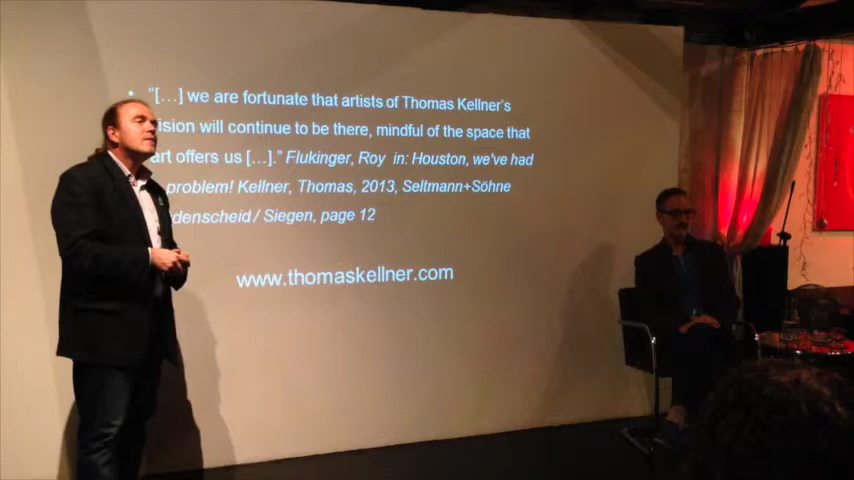 • "[…] we are fortunate that artists of Thomas Kellner's
ision will continue to be there, mindful of the space that
art offers us […]." Flukinger, Roy in: Houston, we've had
problem! Kellner, Thomas, 2013, Seltmann+Söhne
denscheid / Siegen, page 12
www.thomaskellner.com